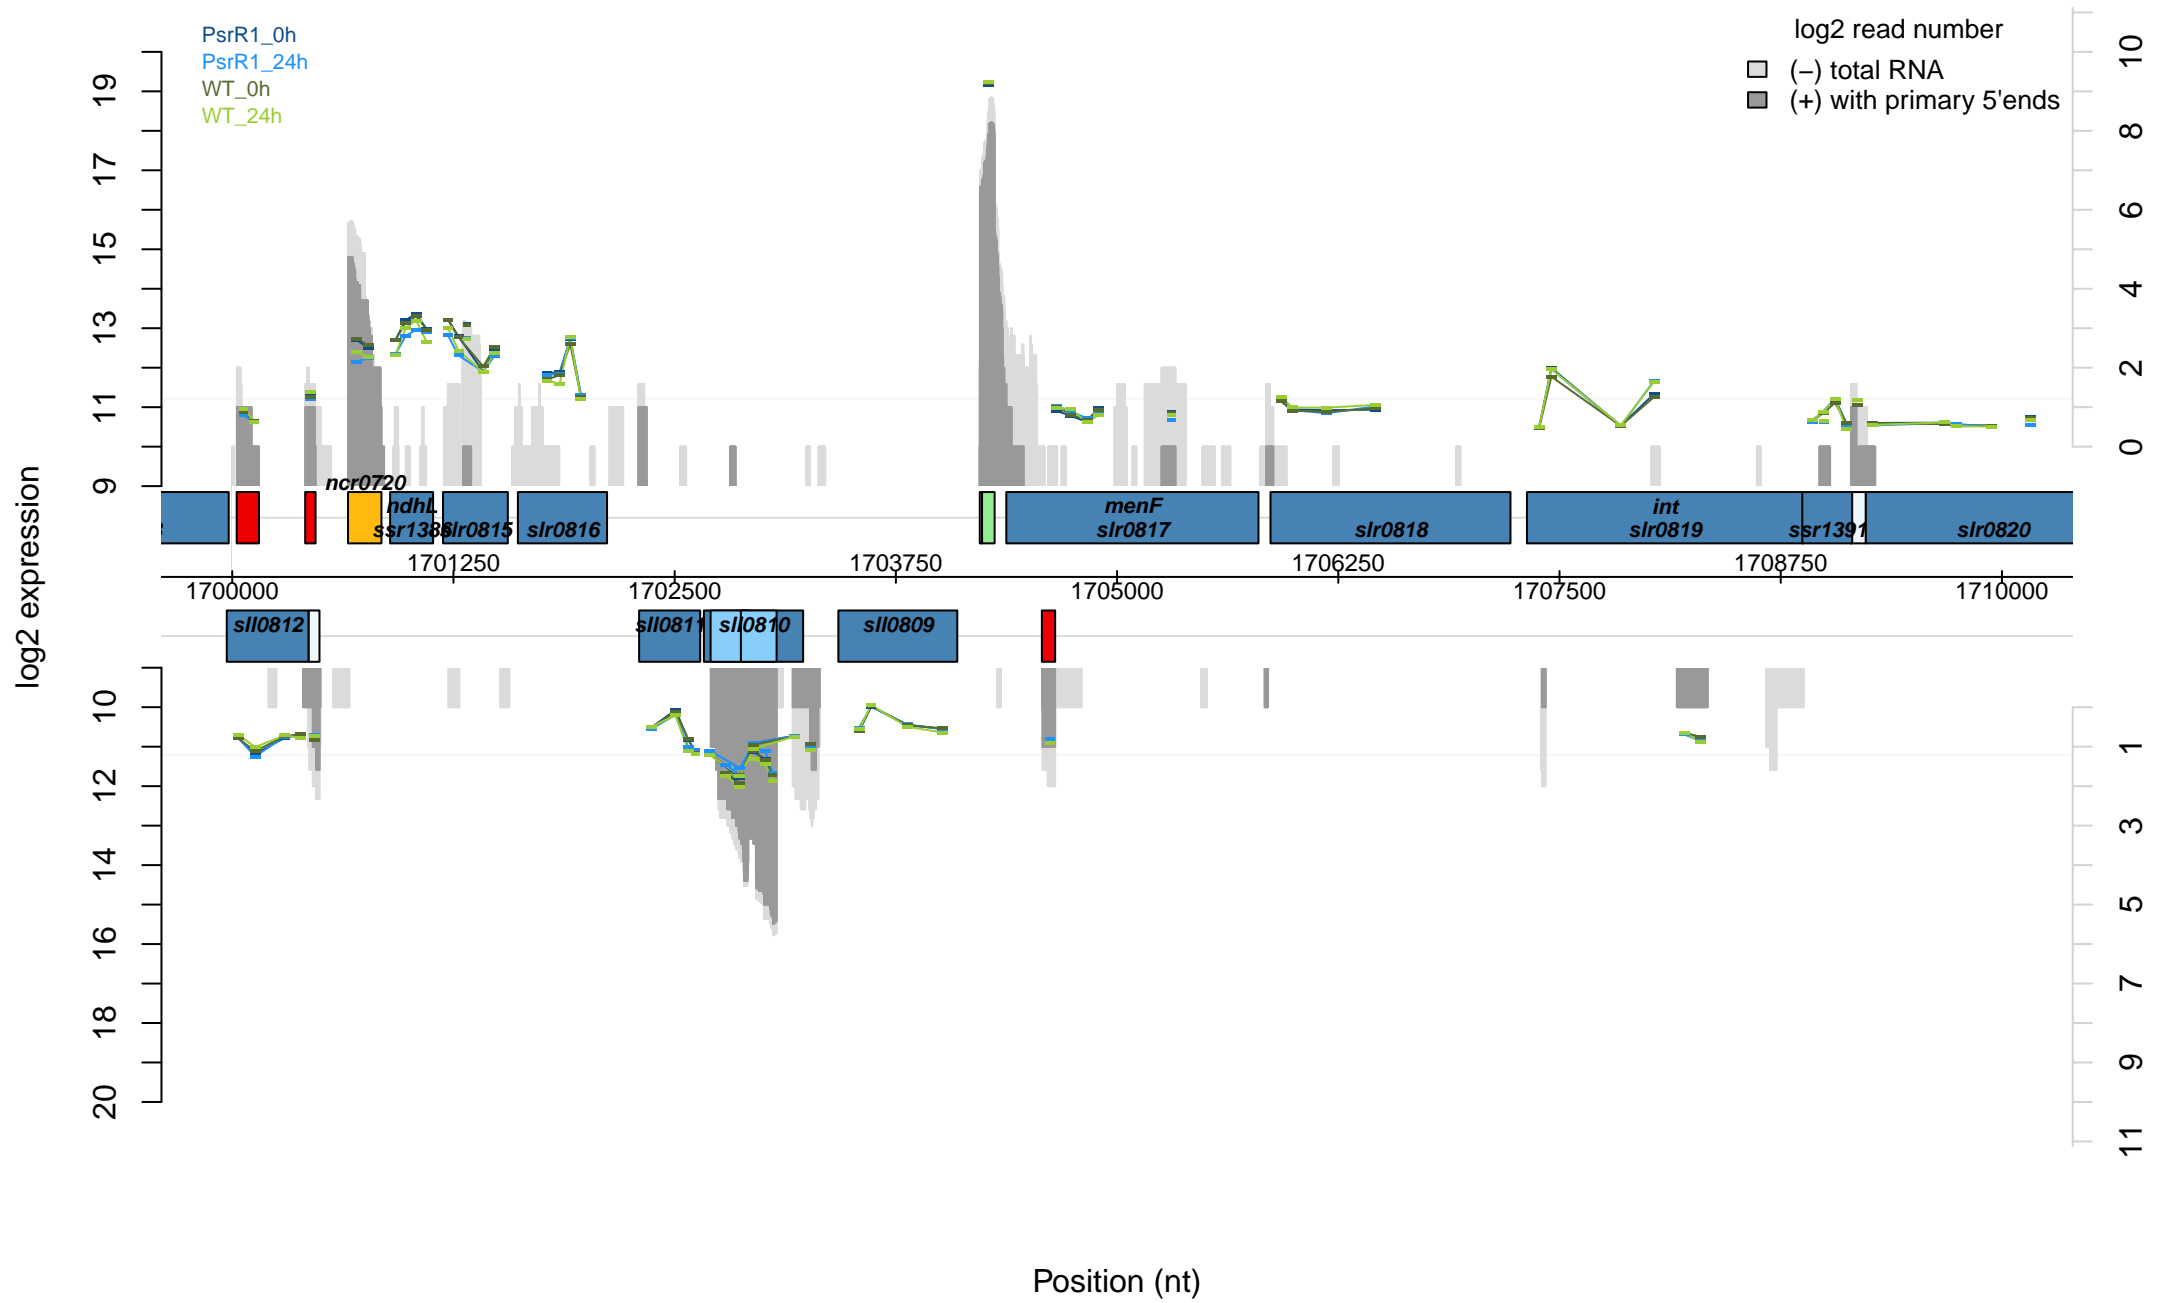 PsrR1_0h
PsrR1_24h
WT_0h
WT_24h
log2 read number
(−) total RNA
(+) with primary 5'ends
19
17
15
13
11
9
10
8
6
4
2
0
log2 expression
ncr0720
ndhL
menF
int
slr0815
slr0816
slr0817
slr0818
slr0819
ssr1391
slr0820
1701250
1703750
1706250
1708750
1700000
1702500
1705000
1707500
1710000
sll0812
sll0811
sll0810
sll0809
10
12
14
16
18
20
1
3
5
7
9
11
Position (nt)